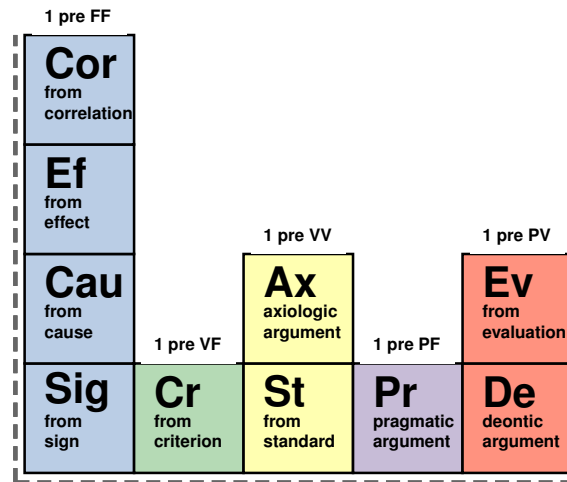 1 pre FF
Cor
from
correlation
Ef
from
effect
1 pre VV
1 pre PV
Cau
from
cause
Ax
axiologic
argument
Ev
from
evaluation
1 pre VF
1 pre PF
Sig
from
sign
Cr
from
criterion
St
from
standard
Pr
pragmatic
argument
De
deontic
argument